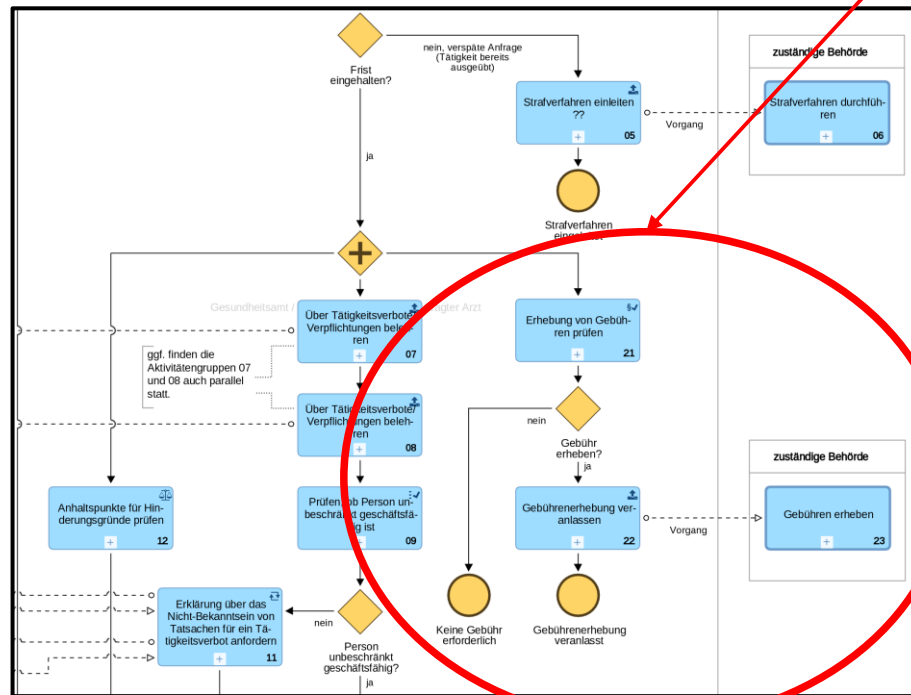 Frist
eingehalten?
nein, verspäte Anfrage
(Tätigkeit bereits
ausgeübt)
Strafverfahren einleiten
??
05
Vorgang
zuständige Behörde
Strafverfahren durchfüh-
ren
06
ja
Strafverfahren
Gesundheitsamt /
Arzt
Über Tätigkeitsverbote/
Verpflichtungen beleh-
ren
07
ggf. finden die
Aktivitätengruppen 07
und 08 auch parallel
statt.
Über Tätigkeitsverbote/
Verpflichtungen beleh-
ren
08
Erhebung von Gebüh-
ren prüfen
21
nein
Gebühr
erheben?
ja
Anhaltspunkte für Hin-
derungsgründe prüfen
12
Prüfen, ob Person un-
beschränkt geschäftsfä-
hig ist
09
Gebührenerhebung ver-
anlassen
22
Vorgang
zuständige Behörde
Gebühren erheben
23
Erklärung über das
Nicht-Bekanntsein von
Tatsachen für ein Tä-
tigkeitsverbot anfordern
11
nein
Person
unbeschränkt
geschäftsfähig?
ja
Keine Gebühr
erforderlich
Gebührenerhebung
veranlasst